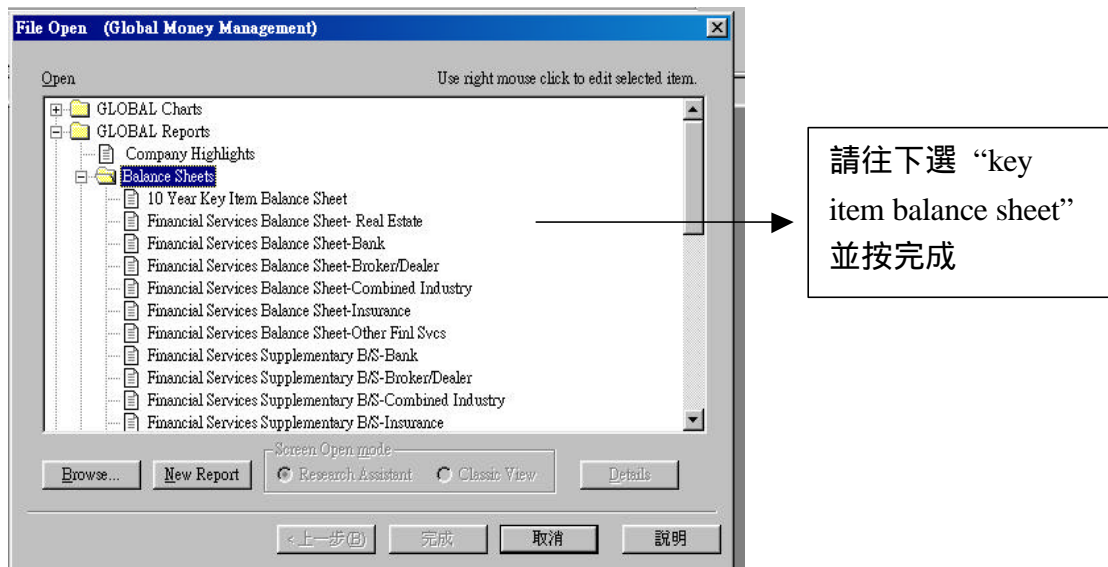 File Open (Global Money Management)
Open
Use right mouse click to edit selected item.
GLOBAL Charts
GLOBAL Reports
Company Highlights
Balance Sheets
10 Year Key Item Balance Sheet
Financial Services Balance Sheet- Real Estate
Financial Services Balance Sheet-Bank
Financial Services Balance Sheet-Broker/Dealer
Financial Services Balance Sheet-Combined Industry
Financial Services Balance Sheet-Insurance
Financial Services Balance Sheet-Other Finl Svcs
Financial Services Supplementary B/S-Bank
Financial Services Supplementary B/S-Broker/Dealer
Financial Services Supplementary B/S-Combined Industry
Financial Services Supplementary B/S-Insurance
Screen Open mode
Browse... New Report Research Assistant Classic View Details
<上一步(B) 完成 取消 說明
請往下選 “key
item balance sheet”
並按完成